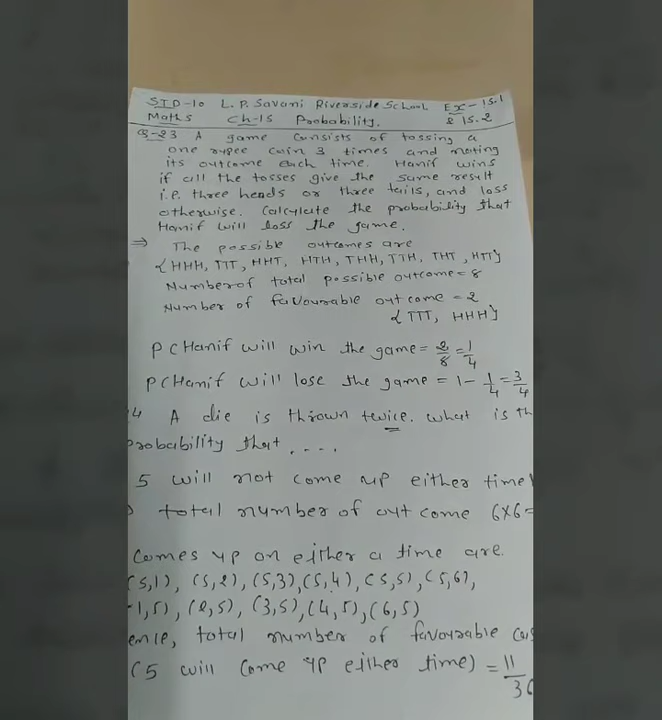 STD-10 L.P. Savani Riverside School Ex-15.1
Maths Ch-15 Probability. & 15.2
Q-23 A game consists of tossing a
one rupee coin 3 times and noting
its outcome each time. Hanif wins
if all the tosses give the same result
i.e. three heads or three tails, and loss
otherwise. Calculate the probability that
Hanif will loss the game.
⇒ The possible outcomes are
{HHH, TTT, HHT, HTH, THH, TTH, THT, HTT}
Number of total possible outcome = 8
Number of favourable outcome = 2
{TTT, HHH}
P(Hanif will win the game = 2/8 = 1/4
P(Hanif will lose the game = 1 - 1/4 = 3/4
4 A die is thrown twice. what is th
probability that ....
5 will not come up either time
total number of out come 6x6=
Comes up on either a time are.
(5,1), (5,2), (5,3), (5,4), (5,5), (5,6),
1,5), (2,5), (3,5), (4,5), (6,5)
ence, total number of favourable cas
(5 will come up either time) = 11/36